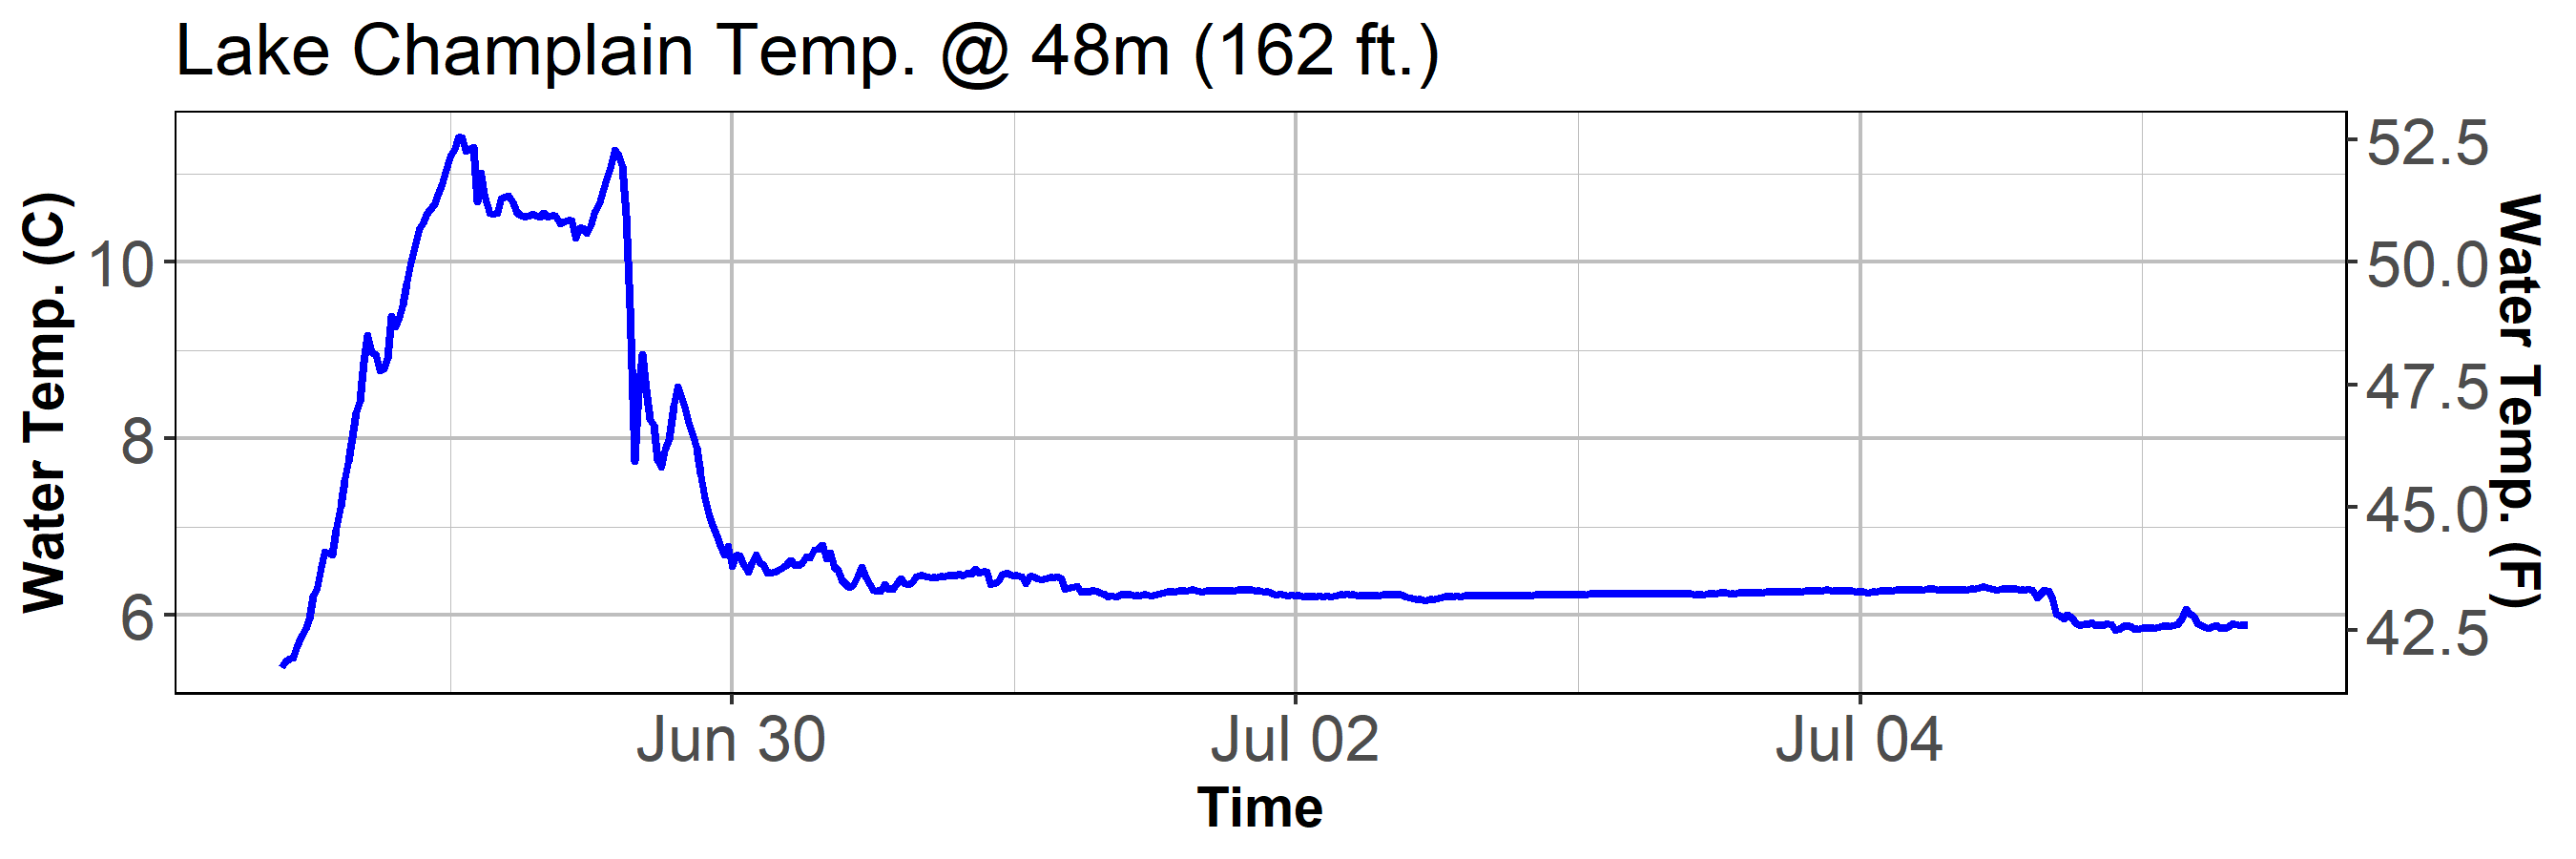 Lake Champlain Temp. @ 48m (162 ft.)
Water Temp. (C)
10
8
6
52.5
50.0
47.5
45.0
42.5
Water Temp. (F)
Jun 30
Jul 02
Jul 04
Time